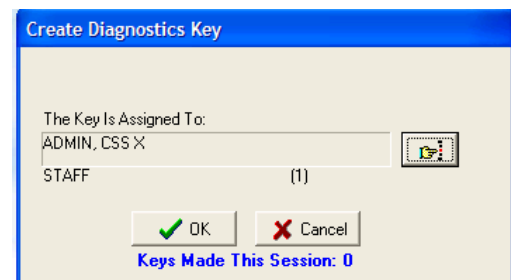 Create Diagnostics Key
The Key Is Assigned To:
ADMIN, CSS X
STAFF (1)
OK Cancel
Keys Made This Session: 0